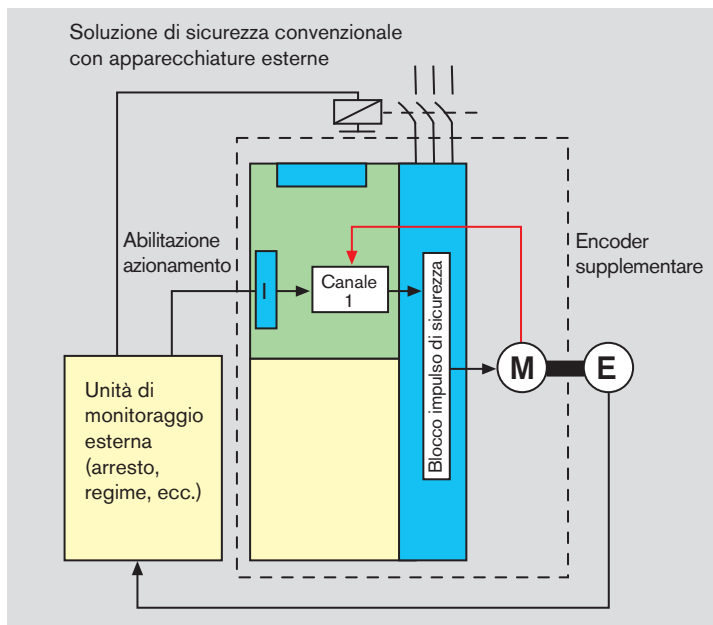 Soluzione di sicurezza convenzionale
con apparecchiature esterne
Abilitazione
azionamento
Encoder
supplementare
I
Canale
1
Blocco impulso di sicurezza
M
E
Unità di
monitoraggio
esterna
(arresto,
regime, ecc.)